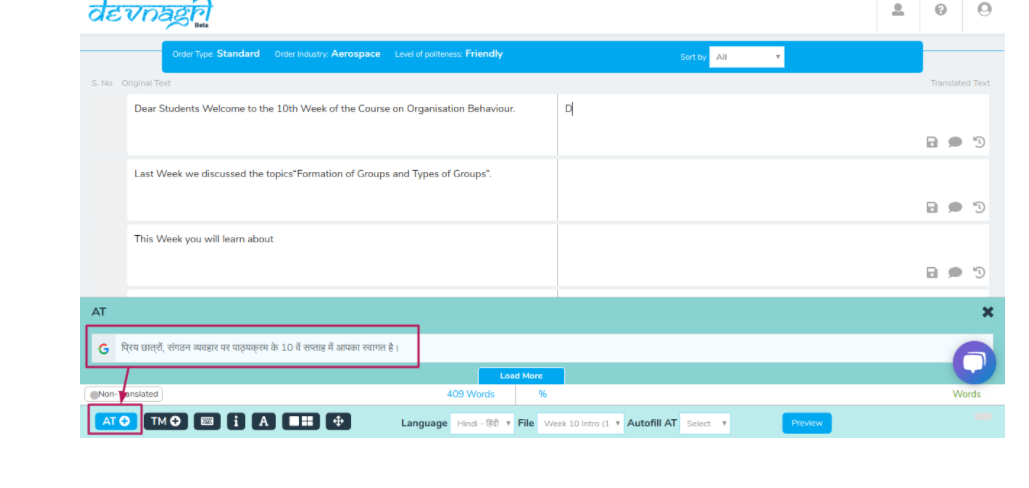 devnagri
Beta
Order Type: Standard Order Industry: Aerospace Level of politeness: Friendly Sort by All
S. No. Original Text Translated Text
Dear Students Welcome to the 10th Week of the Course on Organisation Behaviour. D
Last Week we discussed the topics"Formation of Groups and Types of Groups".
This Week you will learn about
AT
G प्रिय छात्रों, संगठन व्यवहार पर पाठ्यक्रम के 10 वें सप्ताह में आपका स्वागत है।
Load More
Non-Translated 409 Words % Words
AT TM i A Language Hindi - हिंदी File Week 10 Intro (1 Autofill AT Select Preview